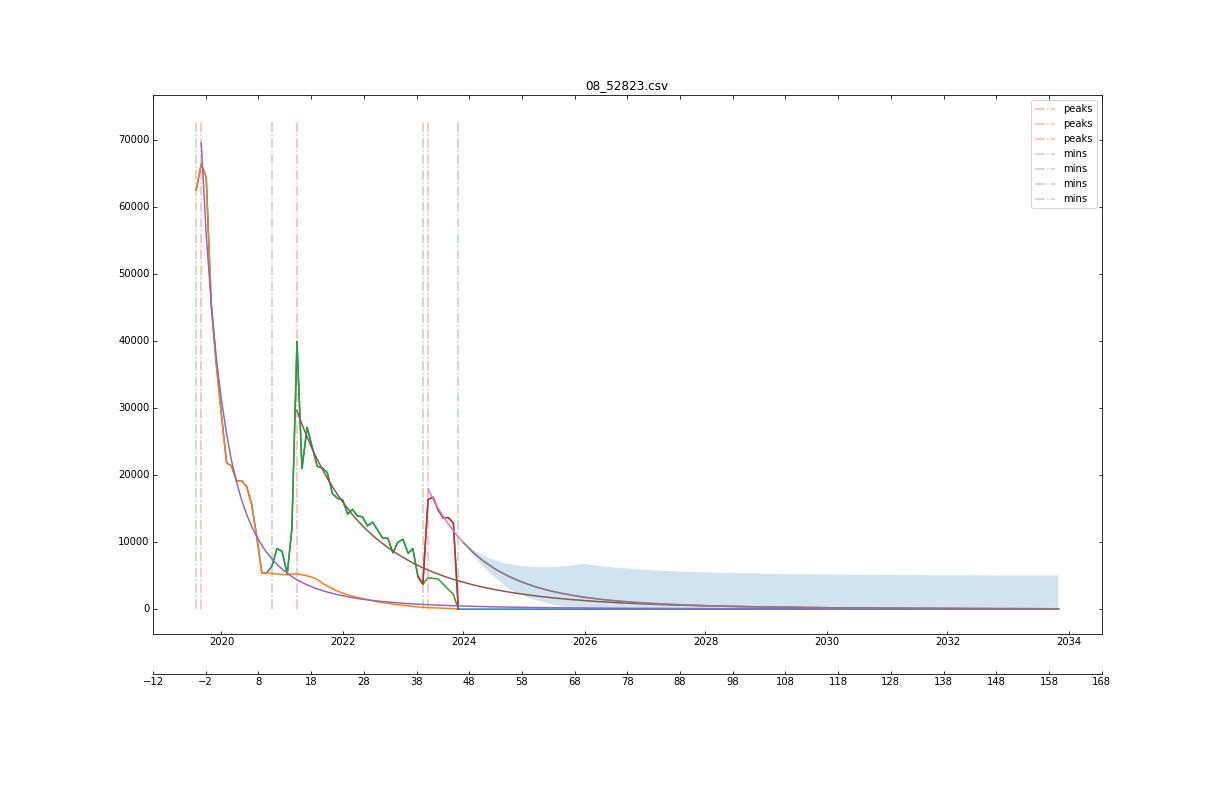 08_52823.csv
peaks
peaks
peaks
mins
mins
mins
mins
70000
60000
50000
40000
30000
20000
10000
0
2020 2022 2024 2026 2028 2030 2032 2034
−12 −2 8 18 28 38 48 58 68 78 88 98 108 118 128 138 148 158 168